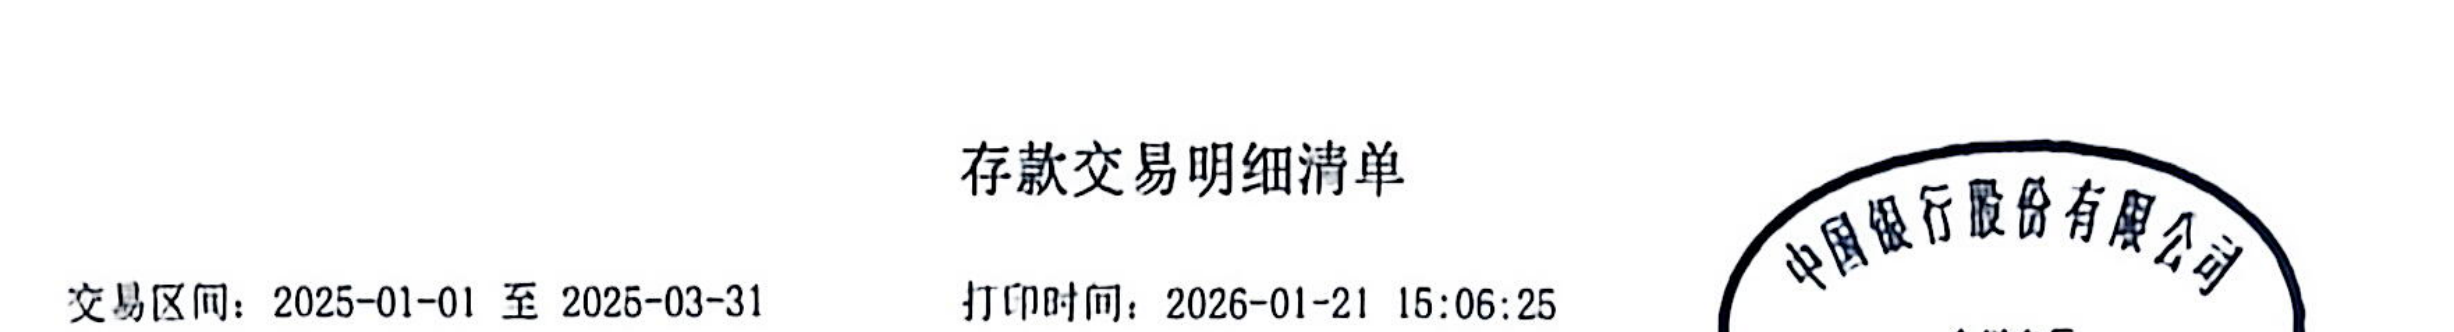 存款交易明细清单
中国银行股份有限公司
交易区间：2025-01-01 至 2025-03-31
打印时间：2026-01-21 15:06:25